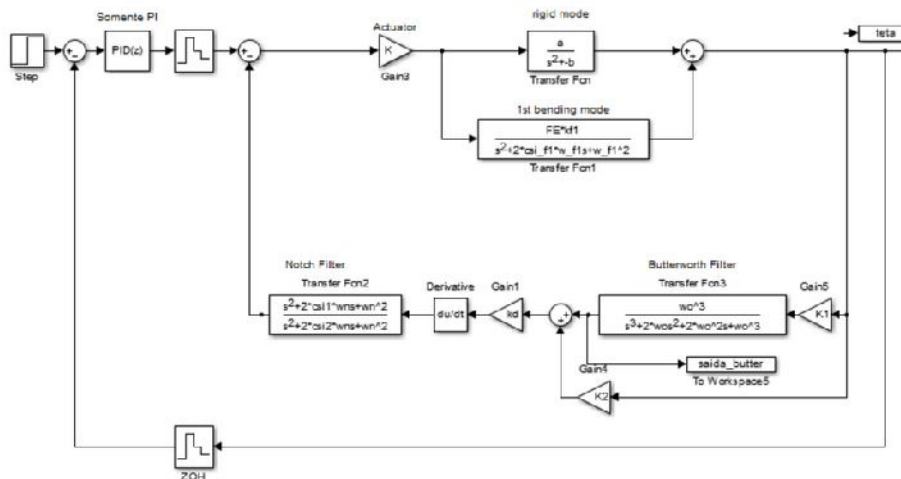 Somente PI
Step
PID(z)
Actuator
K
Gain3
rigid mode
a
s²+-b
Transfer Fcn
1st bending mode
FE*kf1
s²+2*csi_f1*w_f1s+w_f1^2
Transfer Fcn1
teta
Notch Filter
Transfer Fcn2
s²+2*csi1*wns+wn^2
s²+2*csi2*wns+wn^2
Derivative
du/dt
Gain1
kd
Butterworth Filter
Transfer Fcn3
wo^3
s³+2*wos²+2*wo^2s+wo^3
Gain5
K1
saida_butter
To Workspace5
Gain4
K2
ZOH